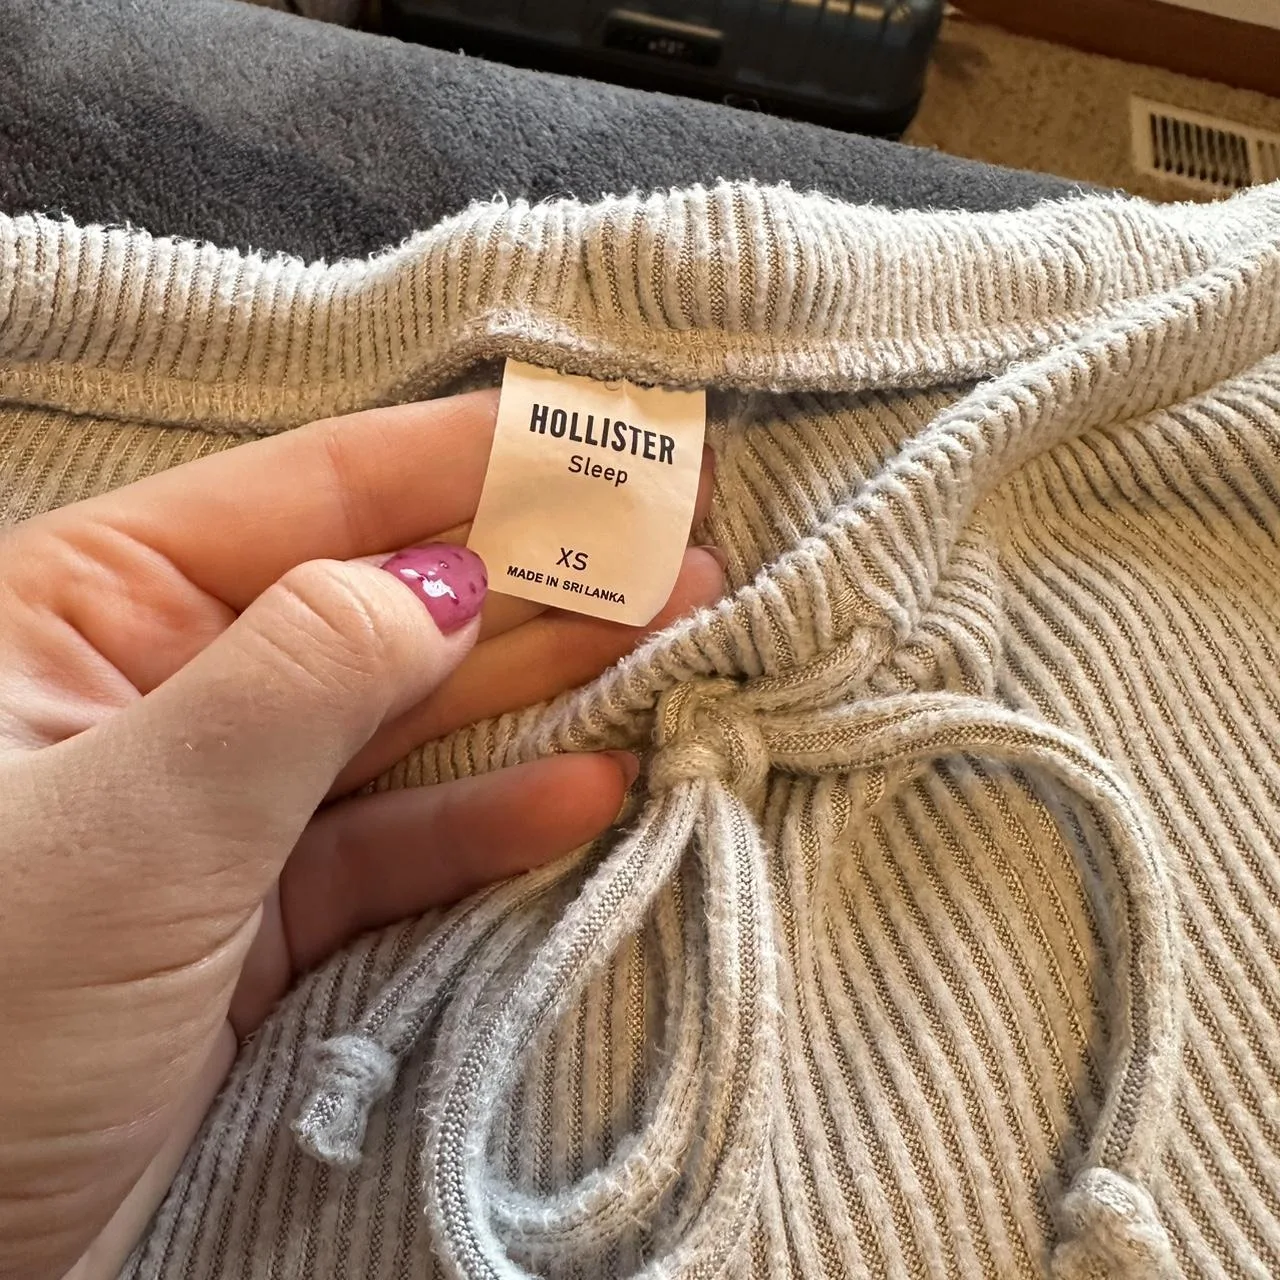 HOLLISTER
Sleep
XS
MADE IN SRI LANKA